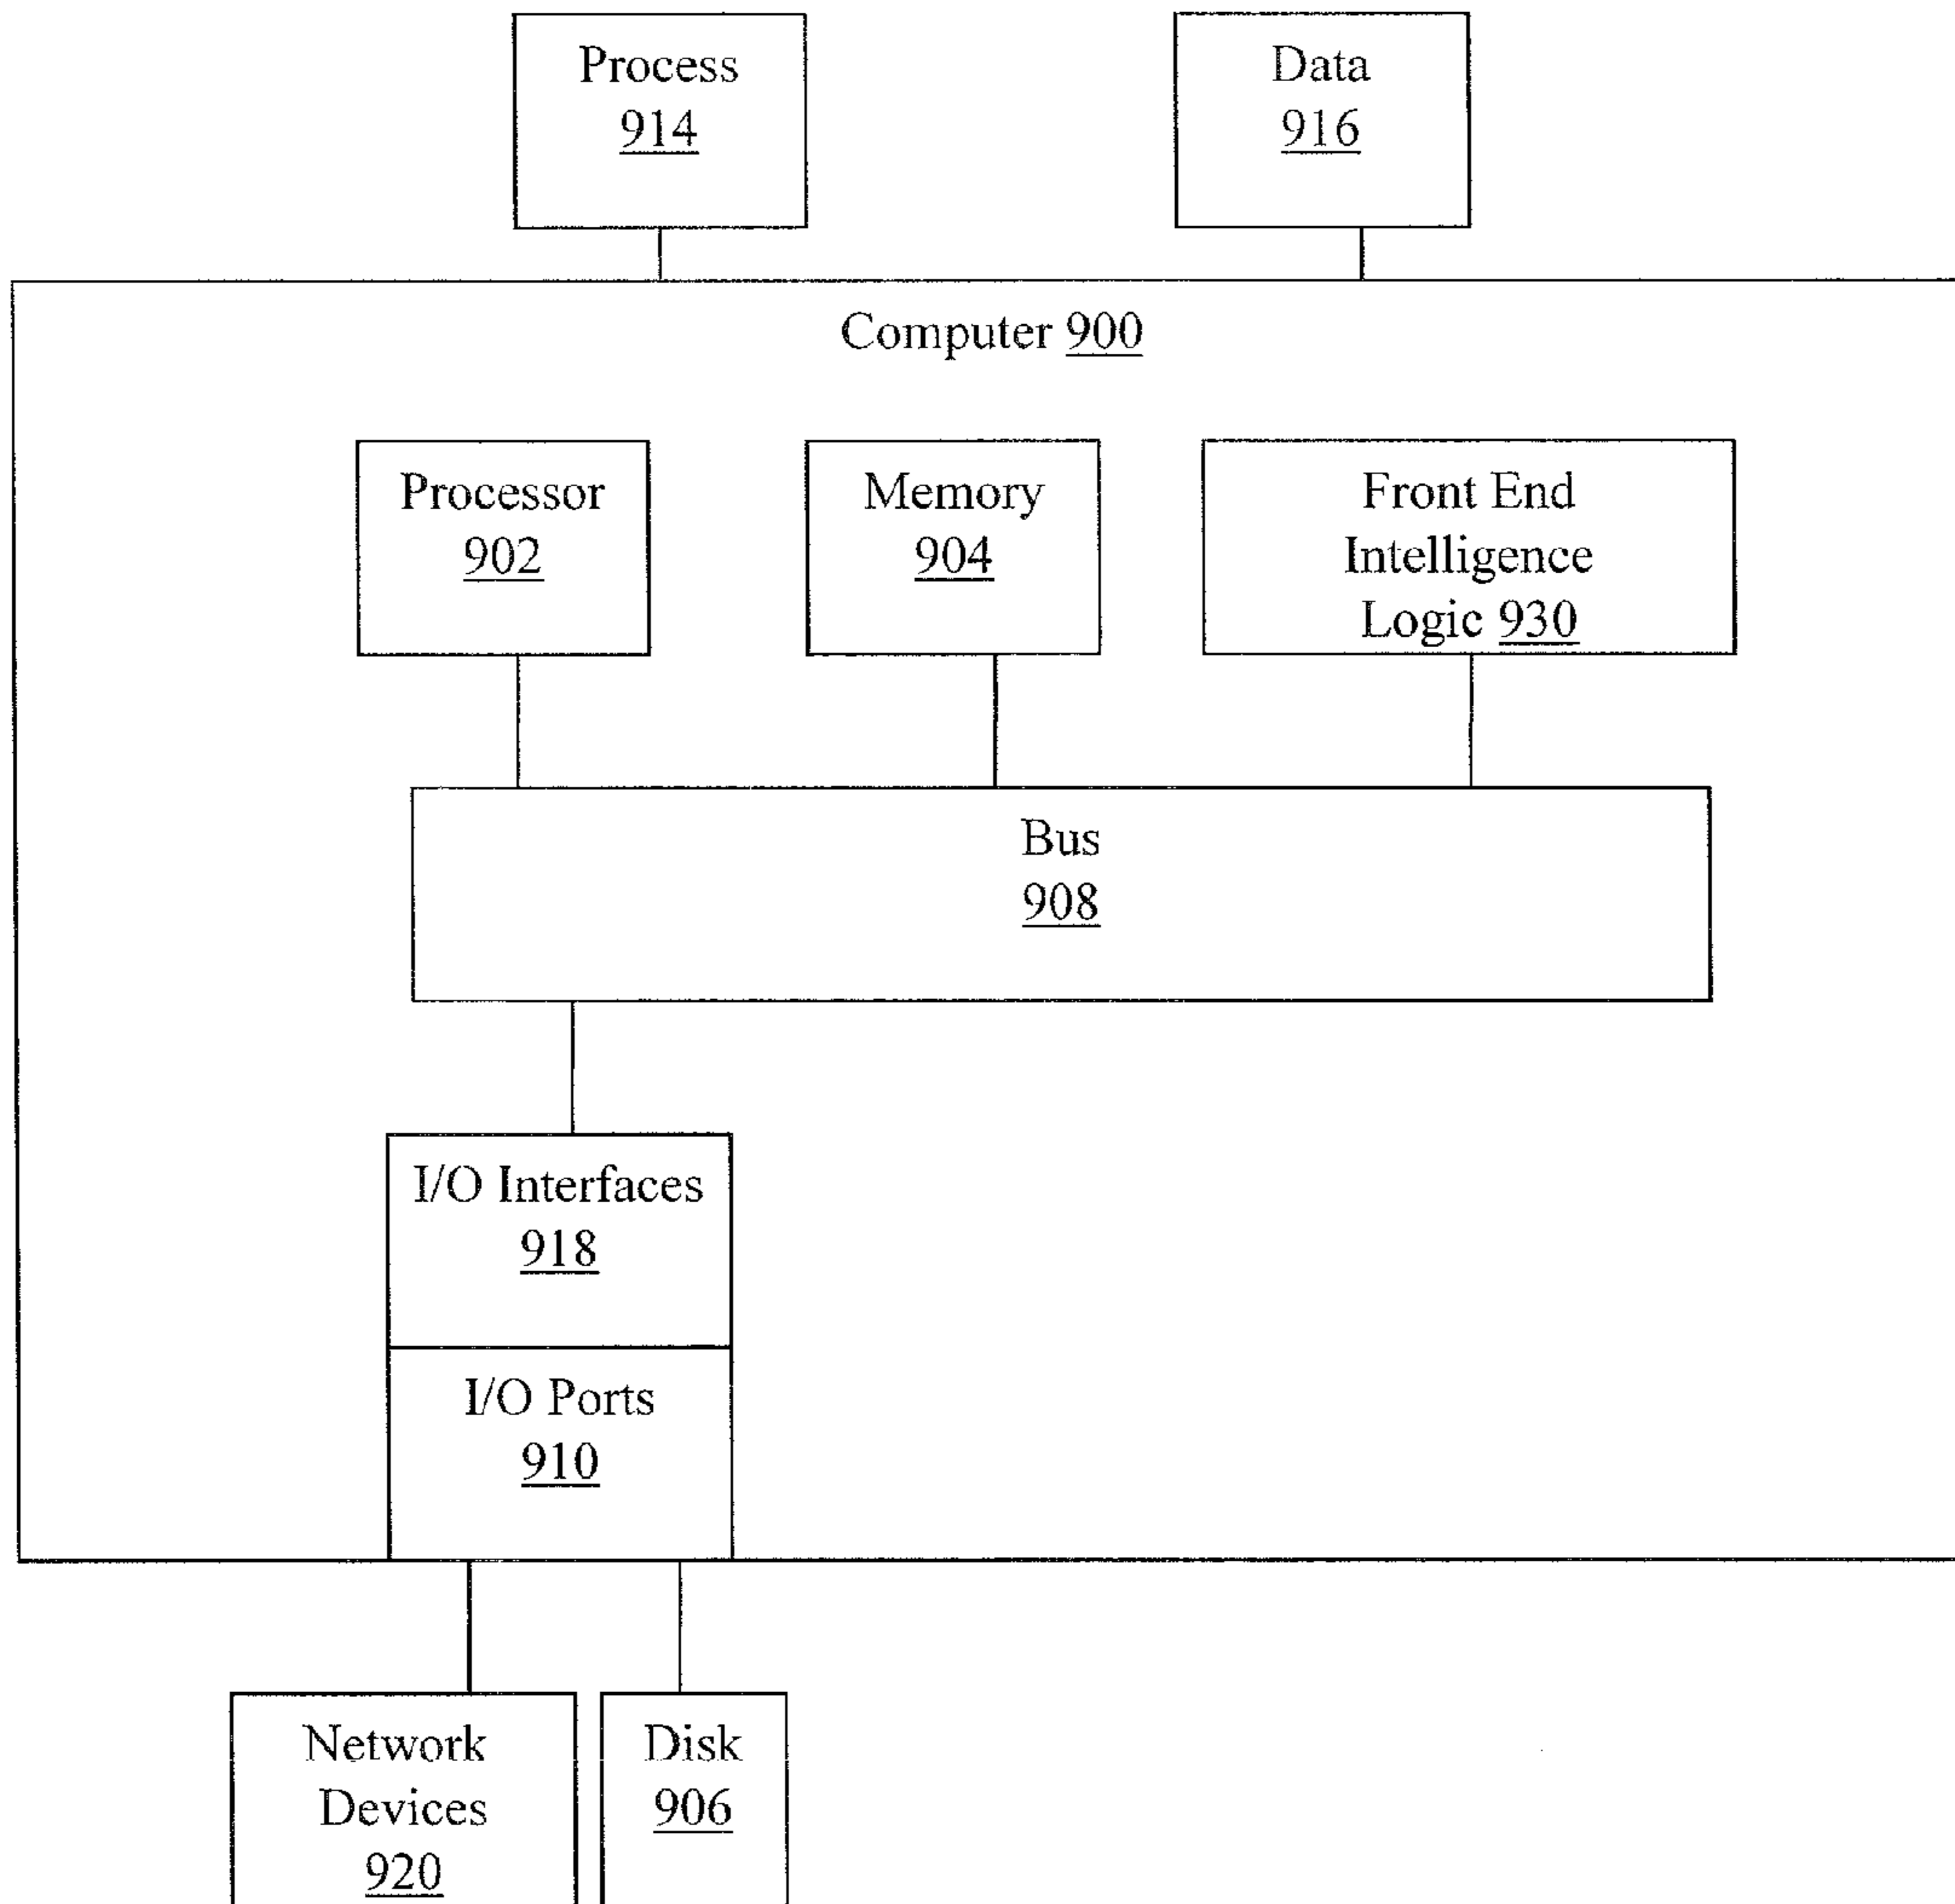 Process
914
Data
916
Computer 900
Processor
902
Memory
904
Front End
Intelligence
Logic 930
Bus
908
I/O Interfaces
918
I/O Ports
910
Network
Devices
920
Disk
906